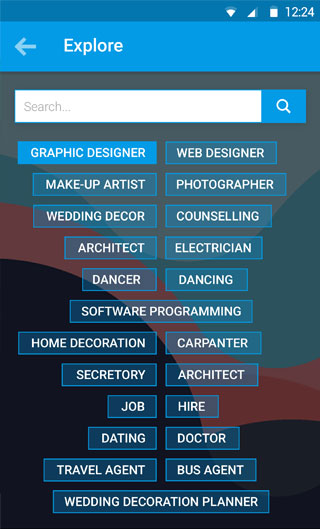 12:24
Explore
Search...
GRAPHIC DESIGNER WEB DESIGNER
MAKE-UP ARTIST PHOTOGRAPHER
WEDDING DECOR COUNSELLING
ARCHITECT ELECTRICIAN
DANCER DANCING
SOFTWARE PROGRAMMING
HOME DECORATION CARPANTER
SECRETORY ARCHITECT
JOB HIRE
DATING DOCTOR
TRAVEL AGENT BUS AGENT
WEDDING DECORATION PLANNER